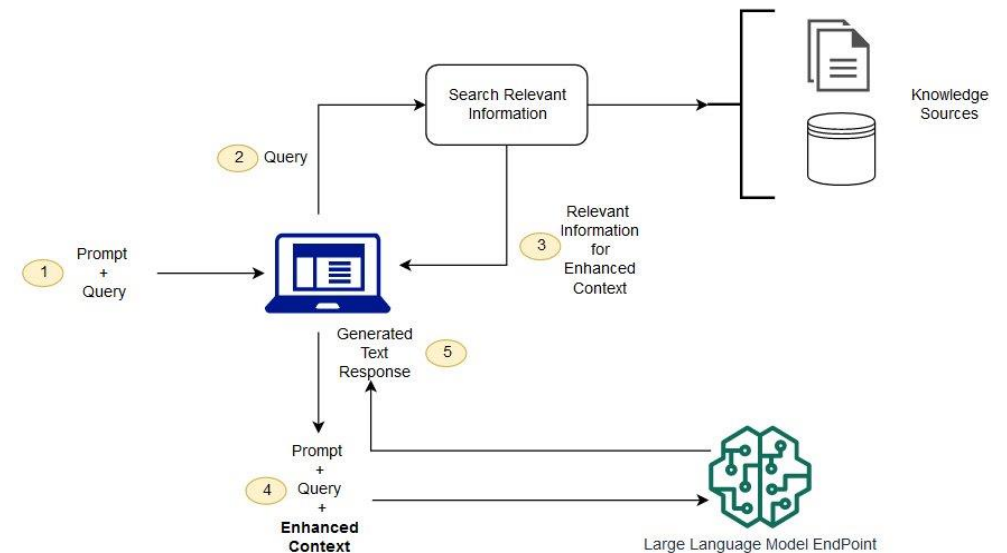 Search Relevant
Information
Knowledge
Sources
2
Query
Relevant
Information
for
Enhanced
Context
3
1
Prompt
+
Query
Generated
Text
Response
5
4
Prompt
+
Query
+
Enhanced
Context
Large Language Model EndPoint